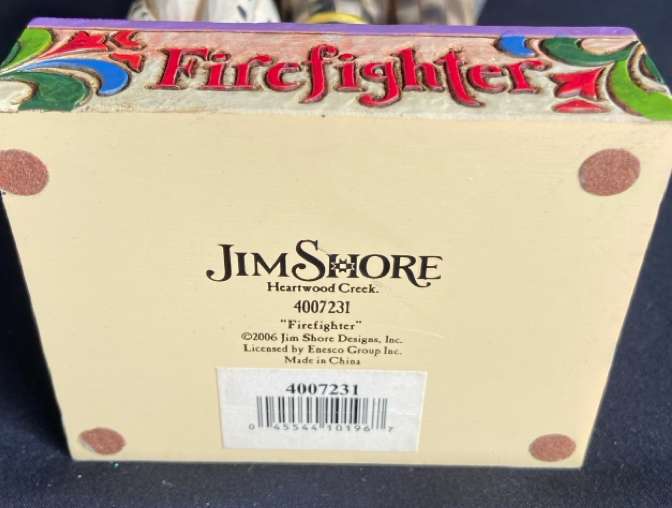 Firefighter
JIM SHORE
Heartwood Creek.
4007231
"Firefighter"
©2006 Jim Shore Designs, Inc.
Licensed by Enesco Group Inc.
Made in China
4007231
0 45544 10196 7